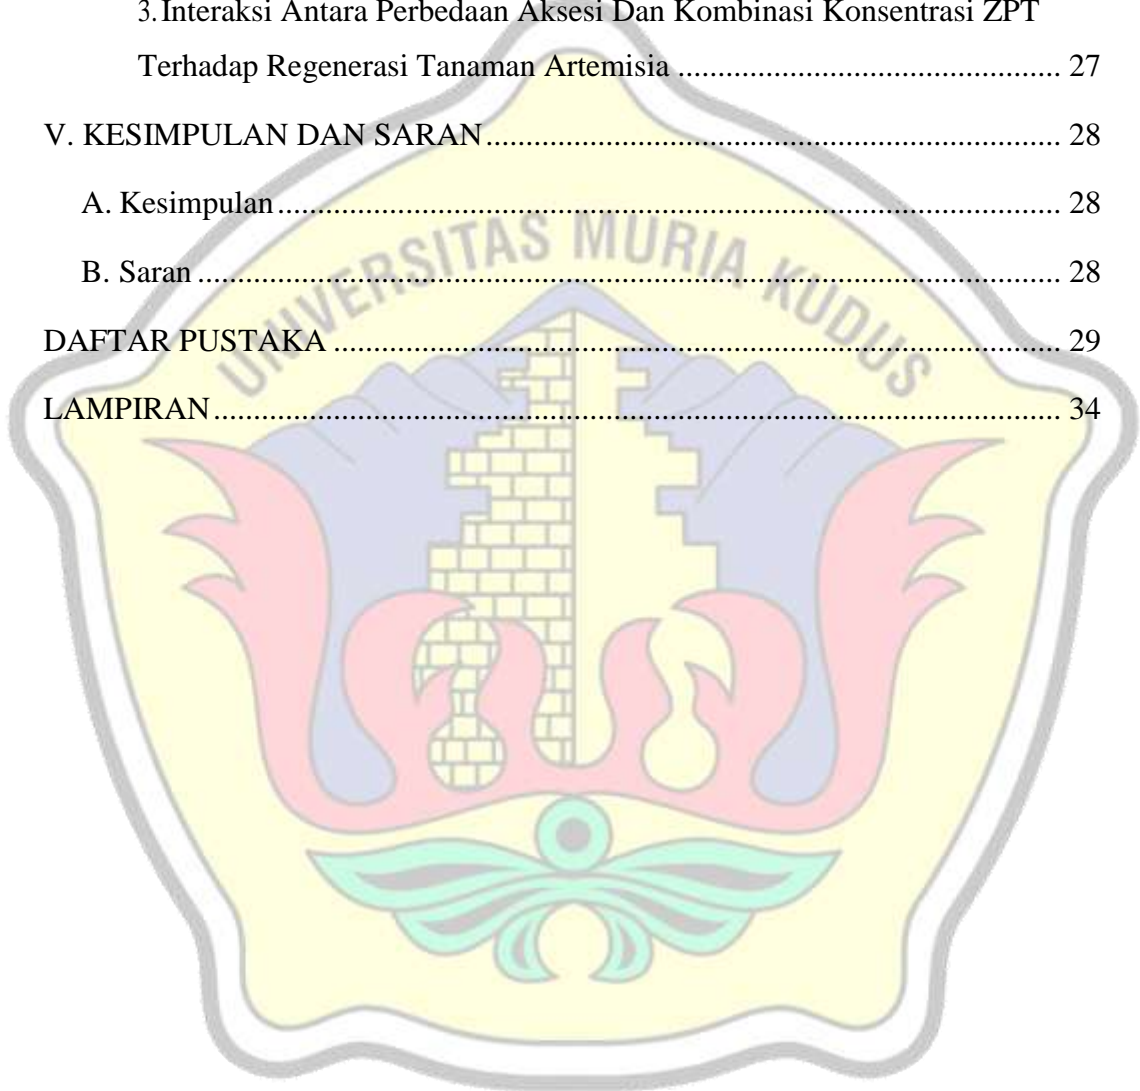 3. Interaksi Antara Perbedaan Aksesi Dan Kombinasi Konsentrasi ZPT
Terhadap Regenerasi Tanaman Artemisia ................................................. 27
V. KESIMPULAN DAN SARAN ........................................................................... 28
A. Kesimpulan ..................................................................................................... 28
B. Saran ............................................................................................................... 28
DAFTAR PUSTAKA .............................................................................................. 29
LAMPIRAN ............................................................................................................. 34
UNIVERSITAS MURIA KUDUS